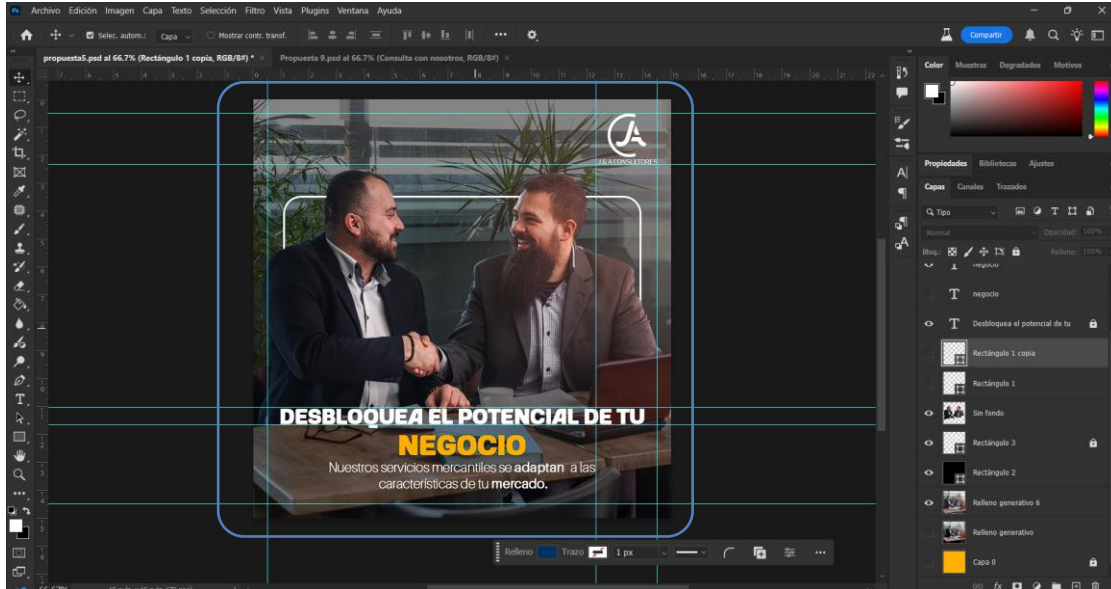 Ps Archivo Edición Imagen Capa Texto Selección Filtro Vista Plugins Ventana Ayuda
Selec. autom.: Capa Mostrar contr. transf. Compartir
propuesta5.psd al 66.7% (Rectángulo 1 copia, RGB/8#) * × Propuesta 9.psd al 66.7% (Consulta con nosotros, RGB/8#) ×
J & A CONSULTORES
DESBLOQUEA EL POTENCIAL DE TU
NEGOCIO
Nuestros servicios mercantiles se adaptan a las
características de tu mercado.
Relleno Trazo 1 px
Color Muestras Degradados Motivos
Propiedades Bibliotecas Ajustes
Capas Canales Trazados
Tipo
Normal Opacidad: 100%
Bloq.: Relleno: 100%
negocio
negocio
Desbloquea el potencial de tu
Rectángulo 1 copia
Rectángulo 1
Sin fondo
Rectángulo 3
Rectángulo 2
Relleno generativo 6
Relleno generativo
Capa 0